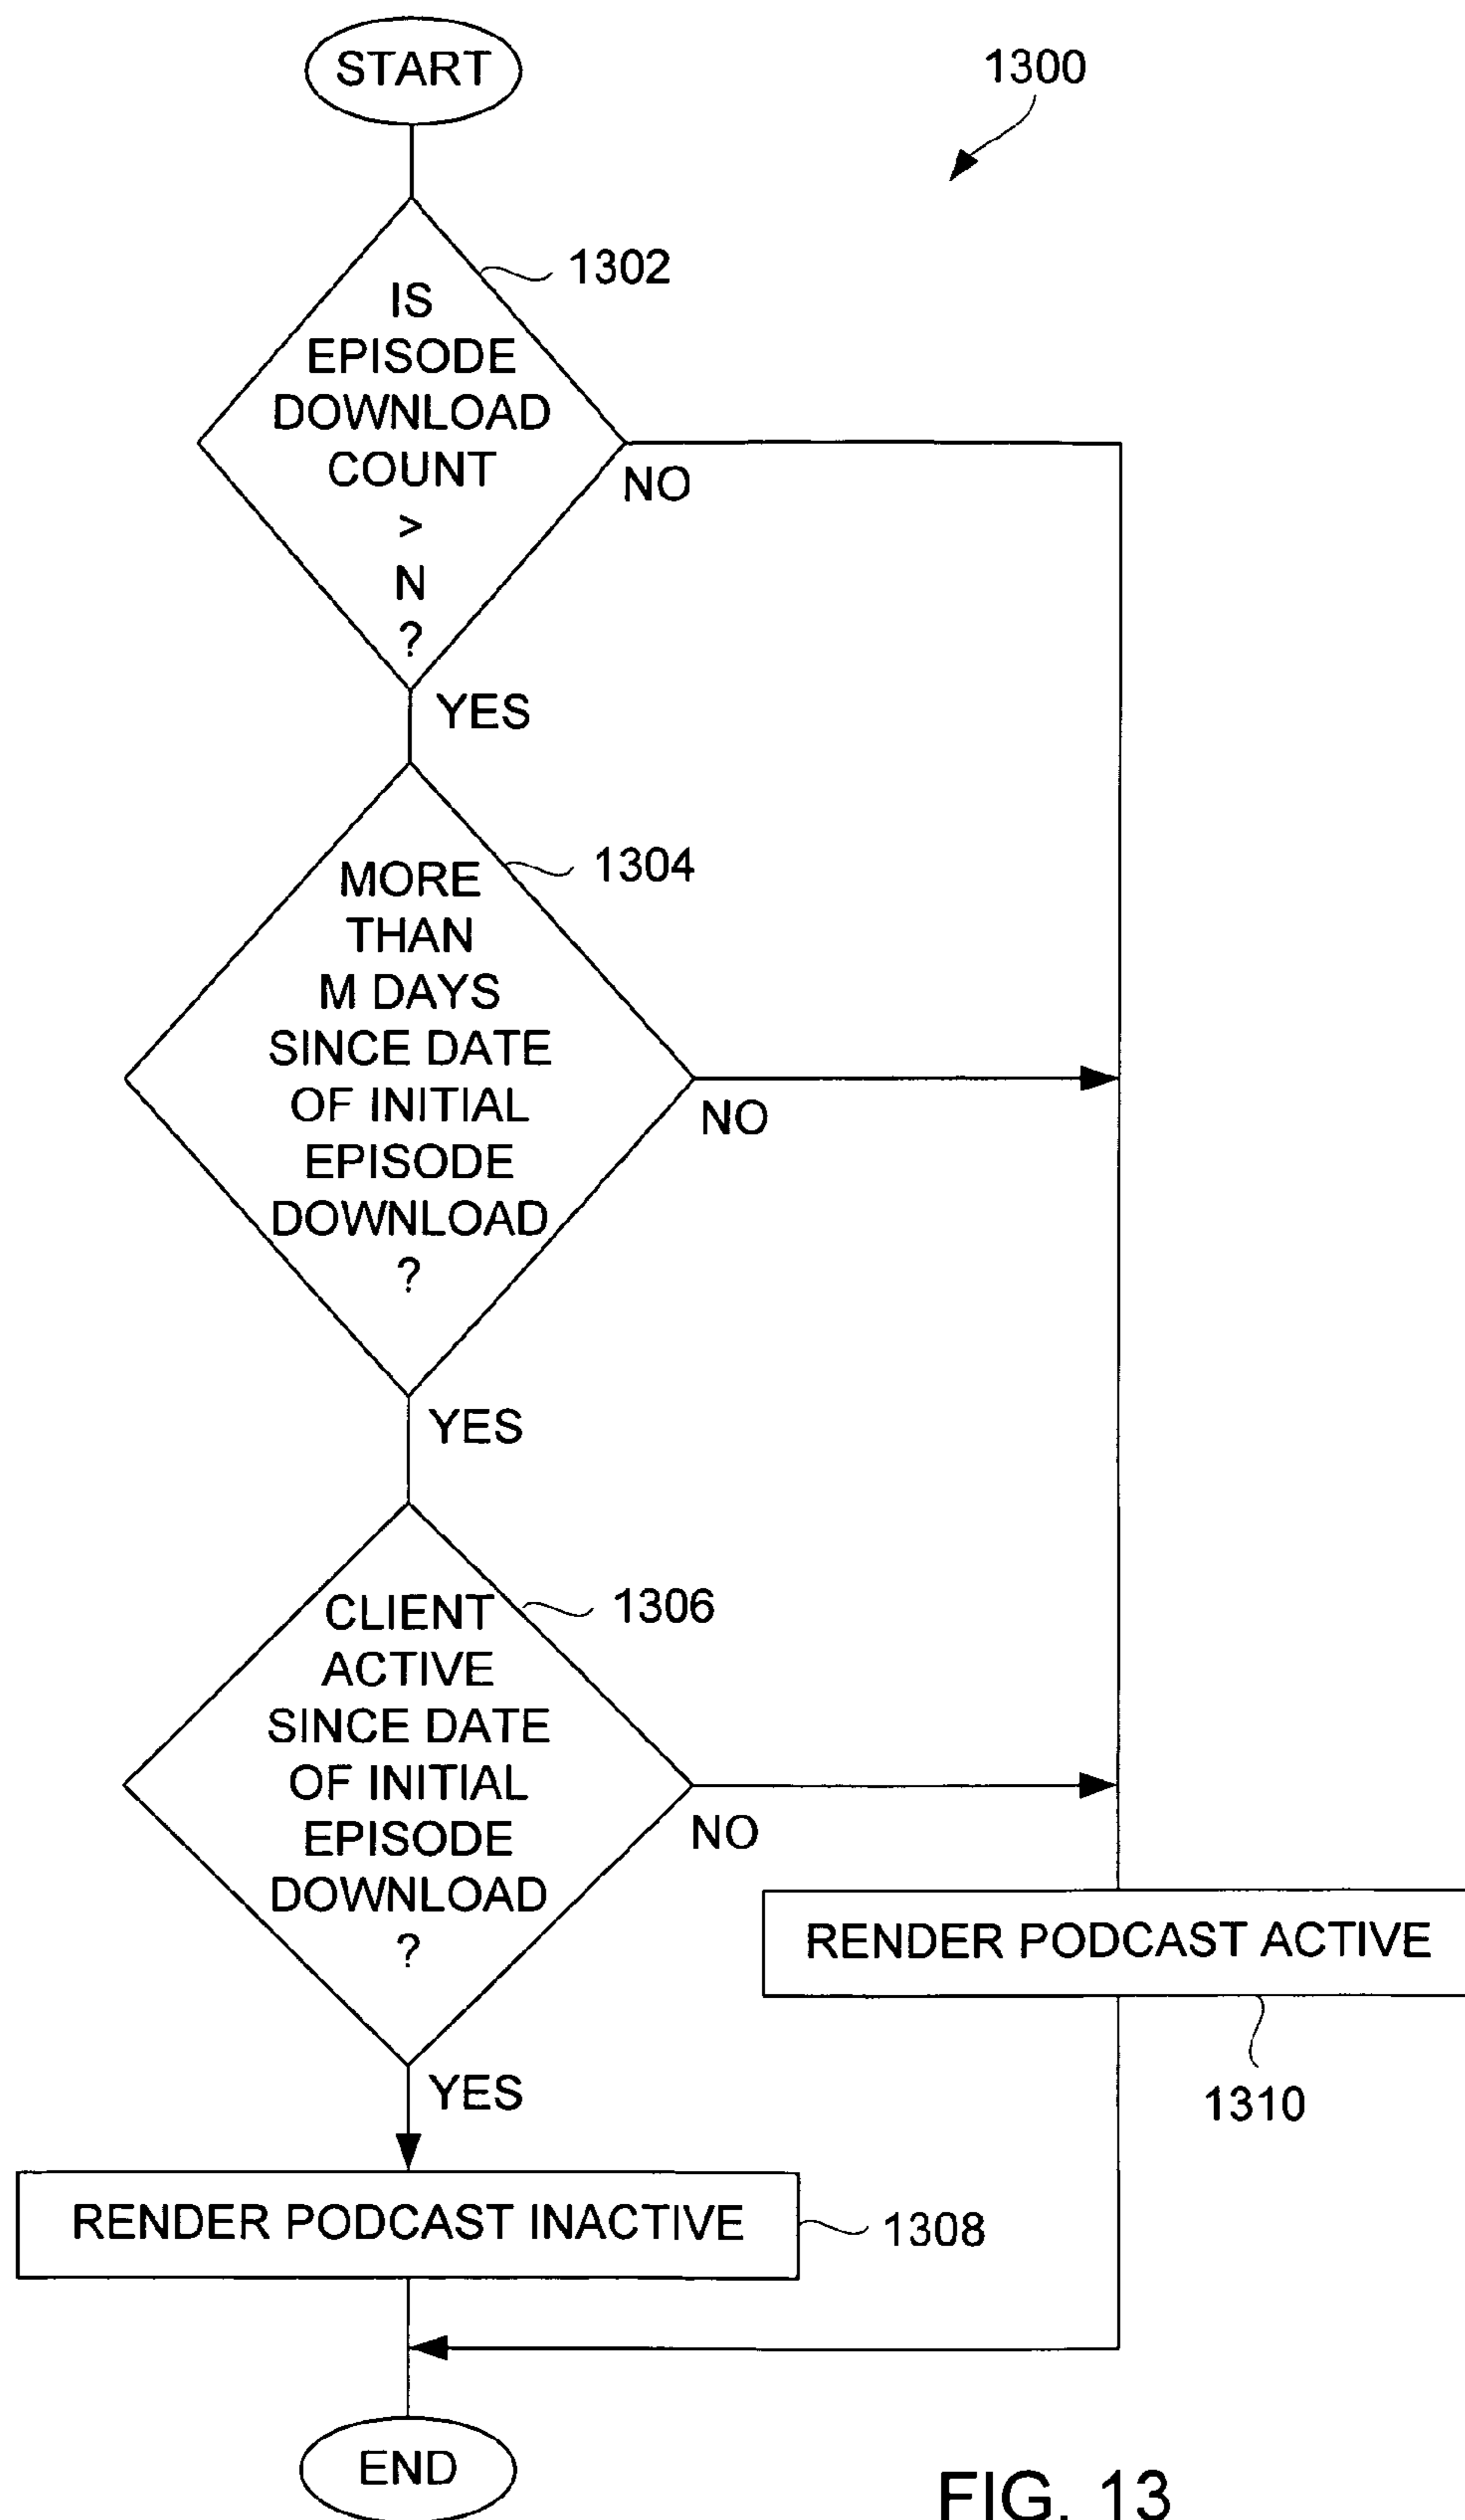 START
1300
1302
IS
EPISODE
DOWNLOAD
COUNT
>
N
?
NO
YES
1304
MORE
THAN
M DAYS
SINCE DATE
OF INITIAL
EPISODE
DOWNLOAD
?
NO
YES
1306
CLIENT
ACTIVE
SINCE DATE
OF INITIAL
EPISODE
DOWNLOAD
?
NO
RENDER PODCAST ACTIVE
1310
YES
RENDER PODCAST INACTIVE
1308
END
FIG. 13